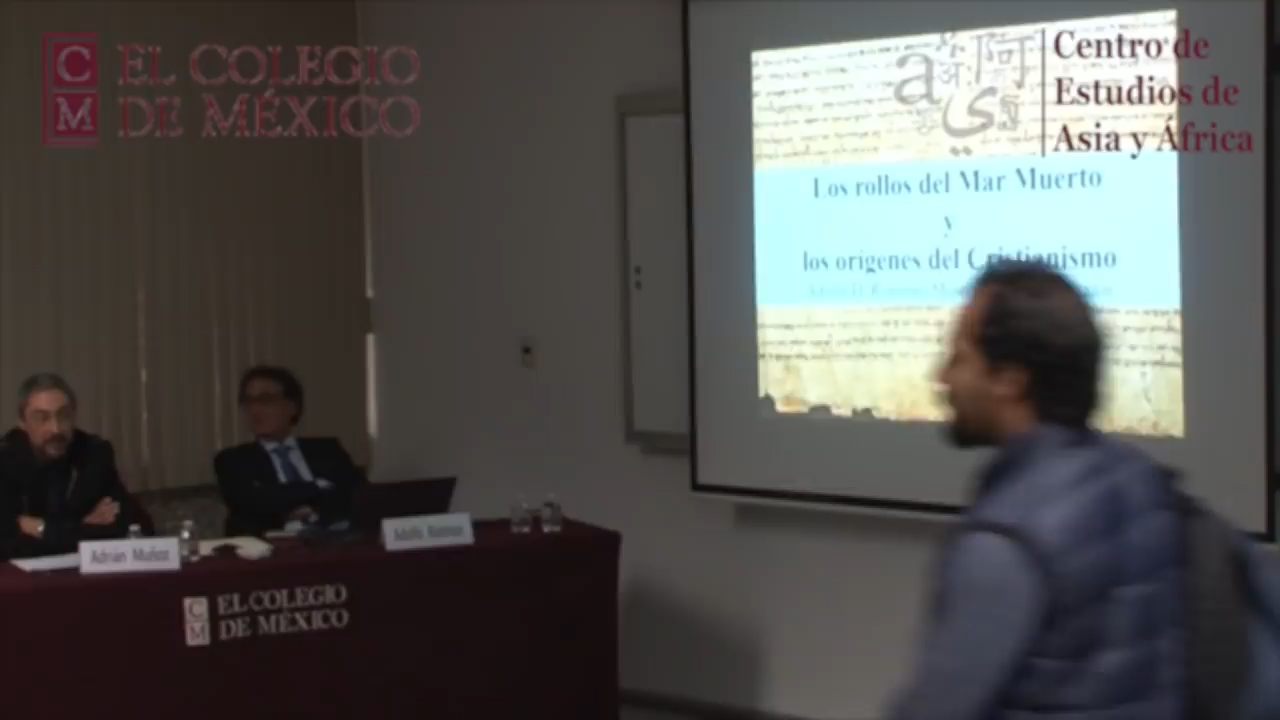 CM
EL COLEGIO
DE MÉXICO
Centro de
Estudios de
Asia y África
Los rollos del Mar Muerto
y
los orígenes del Cristianismo
Adrián Muñoz
CM
EL COLEGIO
DE MÉXICO